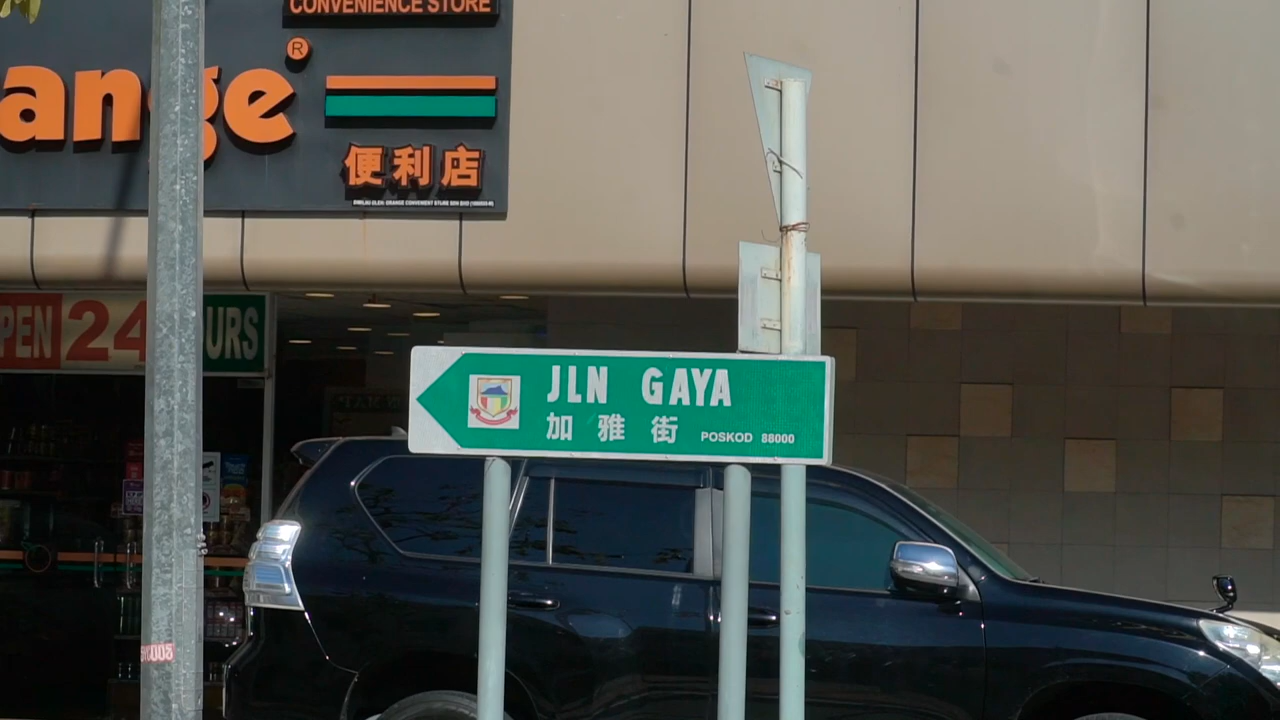 CONVENIENCE STORE
ange
®
便利店
PEN 24 URS
JLN GAYA
加雅街
POSKOD 88000